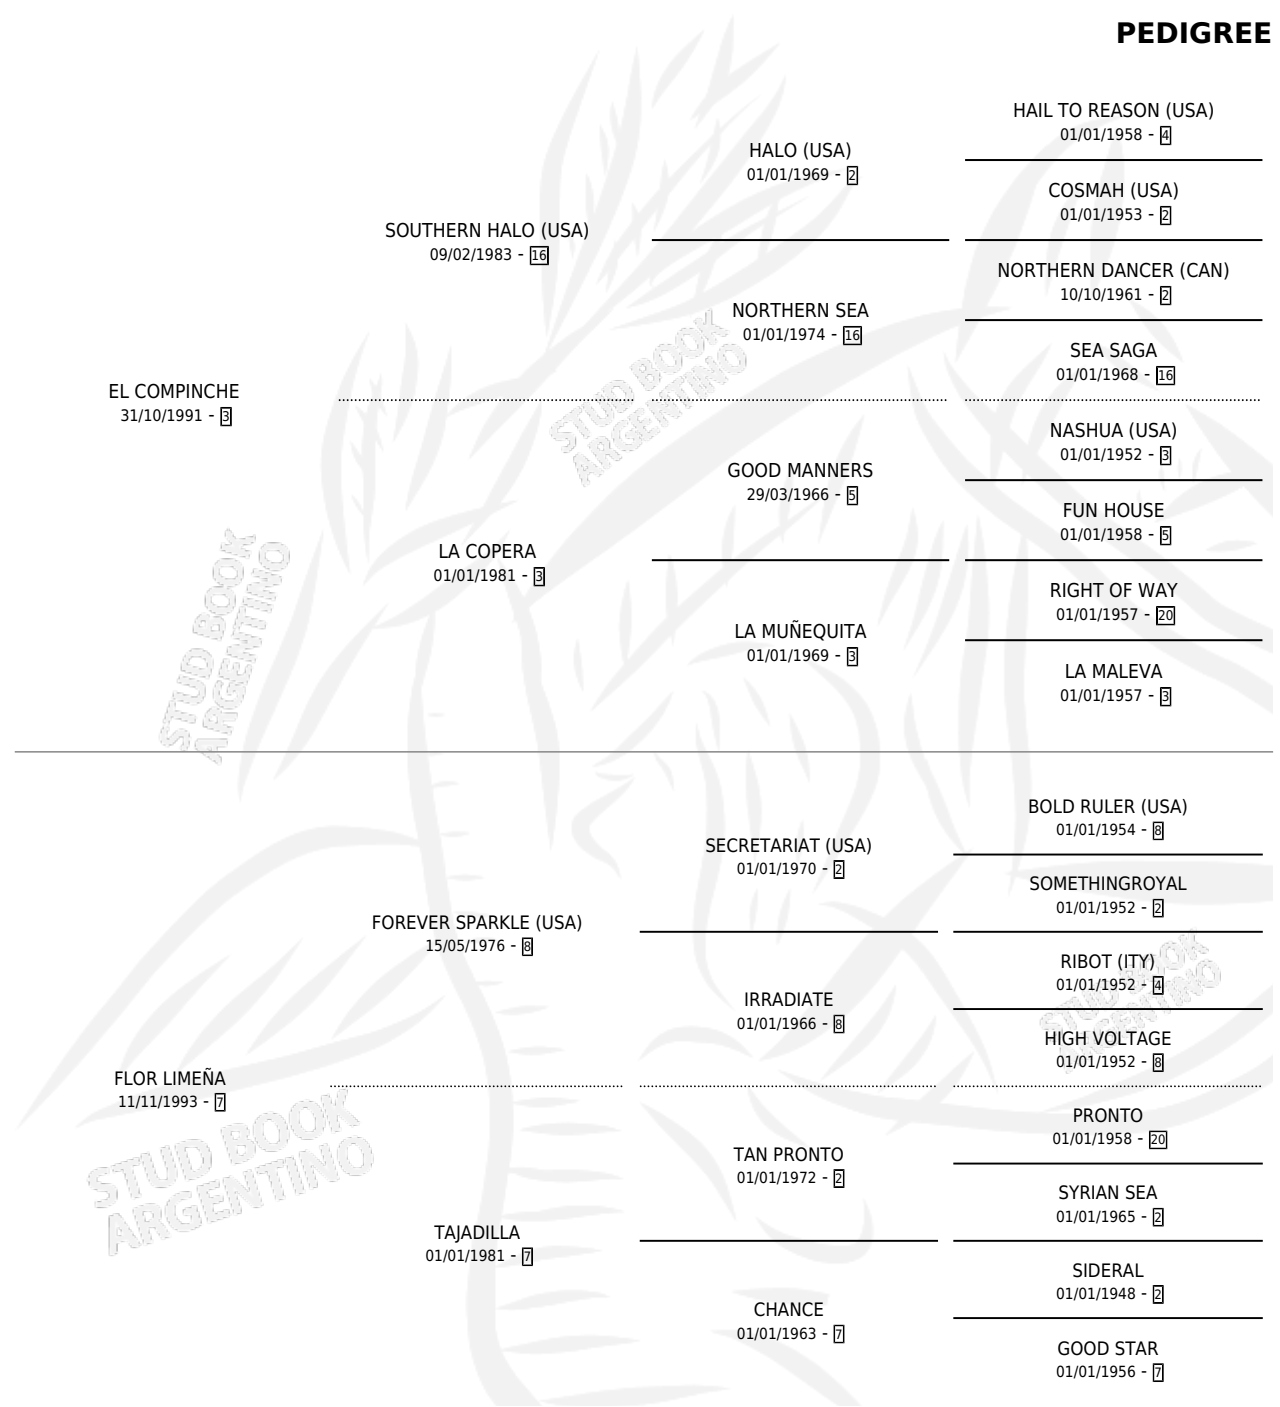 PEDIGREE
HAIL TO REASON (USA)
01/01/1958 - 4
HALO (USA)
01/01/1969 - 2
COSMAH (USA)
01/01/1953 - 2
SOUTHERN HALO (USA)
09/02/1983 - 16
NORTHERN DANCER (CAN)
10/10/1961 - 2
NORTHERN SEA
01/01/1974 - 16
SEA SAGA
01/01/1968 - 16
EL COMPINCHE
31/10/1991 - 3
NASHUA (USA)
01/01/1952 - 3
GOOD MANNERS
29/03/1966 - 5
FUN HOUSE
01/01/1958 - 5
LA COPERA
01/01/1981 - 3
RIGHT OF WAY
01/01/1957 - 20
LA MUÑEQUITA
01/01/1969 - 3
LA MALEVA
01/01/1957 - 3
BOLD RULER (USA)
01/01/1954 - 8
SECRETARIAT (USA)
01/01/1970 - 2
SOMETHINGROYAL
01/01/1952 - 2
FOREVER SPARKLE (USA)
15/05/1976 - 8
RIBOT (ITY)
01/01/1952 - 4
IRRADIATE
01/01/1966 - 8
HIGH VOLTAGE
01/01/1952 - 8
FLOR LIMEÑA
11/11/1993 - 7
PRONTO
01/01/1958 - 20
TAN PRONTO
01/01/1972 - 2
SYRIAN SEA
01/01/1965 - 2
TAJADILLA
01/01/1981 - 7
SIDERAL
01/01/1948 - 2
CHANCE
01/01/1963 - 7
GOOD STAR
01/01/1956 - 7
STUD BOOK
ARGENTINO
STUD BOOK
ARGENTINO
STUD BOOK
ARGENTINO
STUD BOOK
ARGENTINO